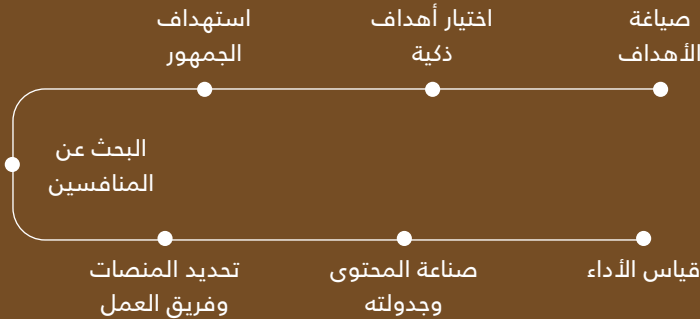 صياغة
الأهداف
اختيار أهداف
ذكية
استهداف
الجمهور
البحث عن
المنافسين
تحديد المنصات
وفريق العمل
صناعة المحتوى
وجدولته
قياس الأداء